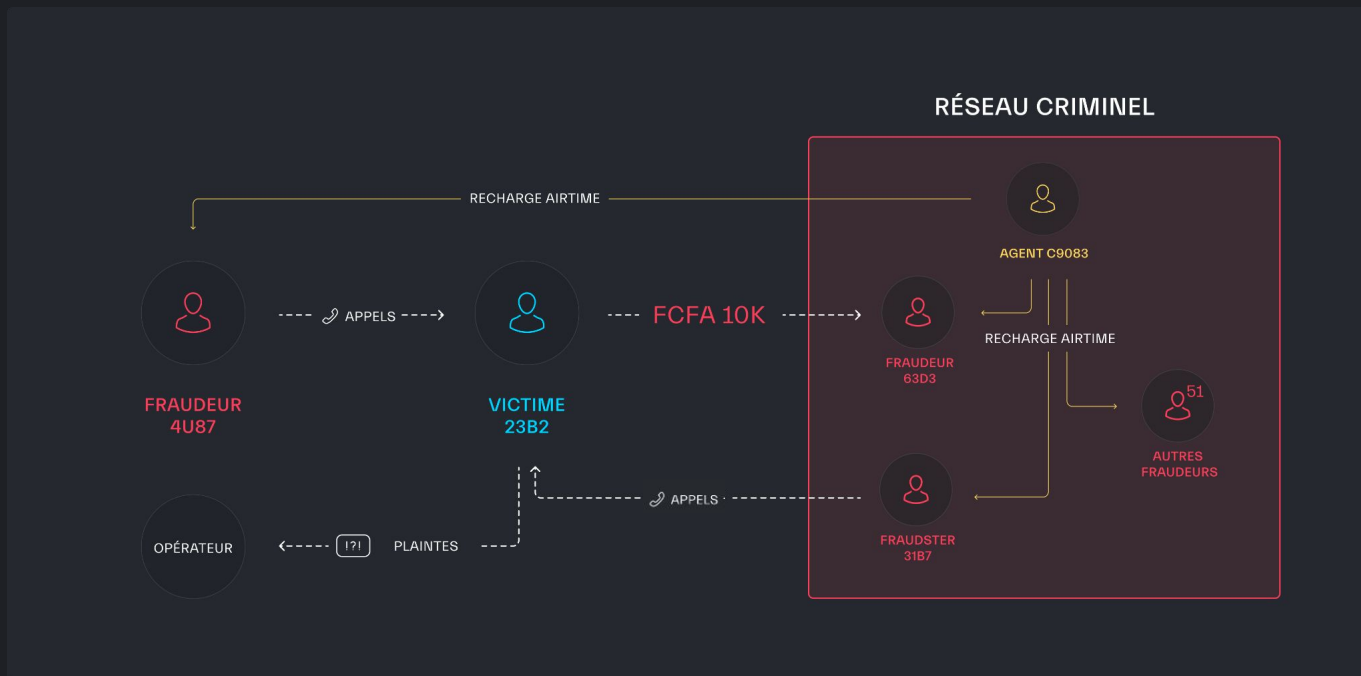 RÉSEAU CRIMINEL
RECHARGE AIRTIME
AGENT C9083
APPELS
FCFA 10K
RECHARGE AIRTIME
FRAUDEUR
63D3
51
FRAUDEUR
4U87
VICTIME
23B2
AUTRES
FRAUDEURS
APPELS
OPÉRATEUR
!?!
PLAINTES
FRAUDSTER
31B7